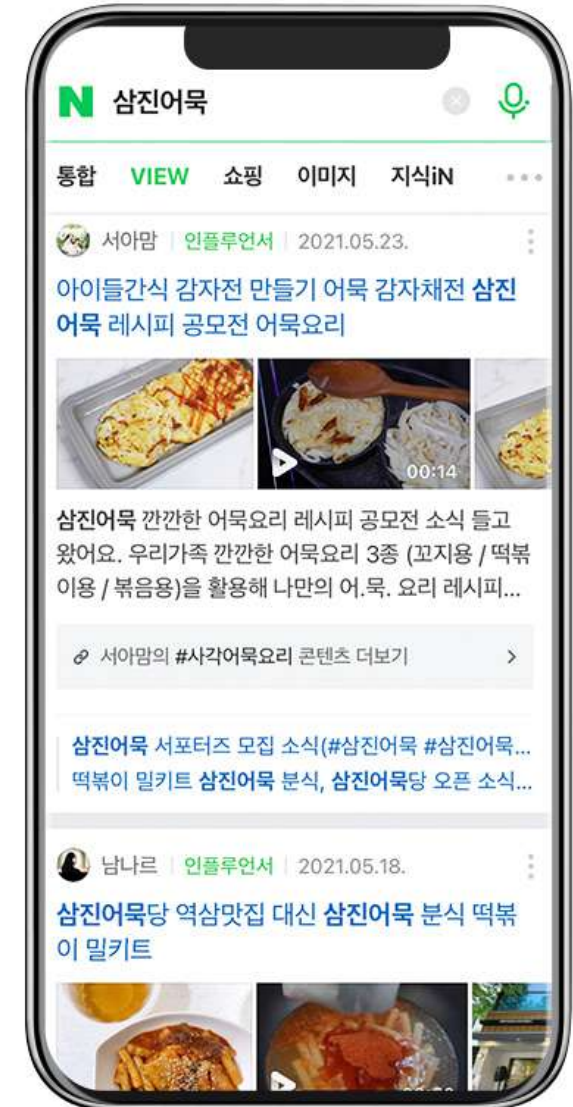 N 삼진어묵
통합 VIEW 쇼핑 이미지 지식iN
서아맘 인플루언서 2021.05.23.
아이들간식 감자전 만들기 어묵 감자채전 삼진
어묵 레시피 공모전 어묵요리
00:14
삼진어묵 깐깐한 어묵요리 레시피 공모전 소식 들고
왔어요. 우리가족 깐깐한 어묵요리 3종 (꼬지용 / 떡볶
이용 / 볶음용)을 활용해 나만의 어.묵. 요리 레시피...
서아맘의 #사각어묵요리 콘텐츠 더보기
삼진어묵 서포터즈 모집 소식(#삼진어묵 #삼진어묵...
떡볶이 밀키트 삼진어묵 분식, 삼진어묵당 오픈 소식...
남나르 인플루언서 2021.05.18.
삼진어묵당 역삼맛집 대신 삼진어묵 분식 떡볶
이 밀키트